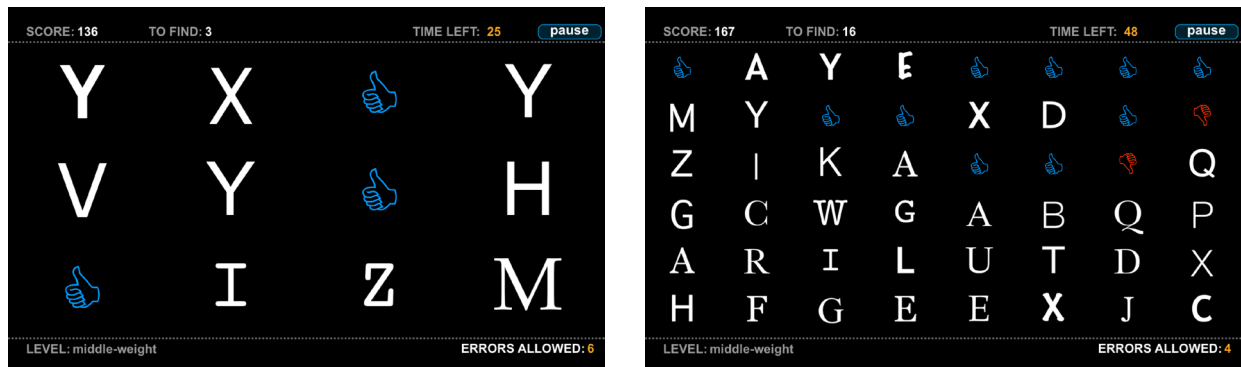 SCORE: 136 TO FIND: 3 TIME LEFT: 25 pause
Y X Y
V Y H
I Z M
LEVEL: middle-weight ERRORS ALLOWED: 6
SCORE: 167 TO FIND: 16 TIME LEFT: 48 pause
A Y E
M Y X D
Z I K A Q
G C W G A B Q P
A R I L U T D X
H F G E E X J C
LEVEL: middle-weight ERRORS ALLOWED: 4